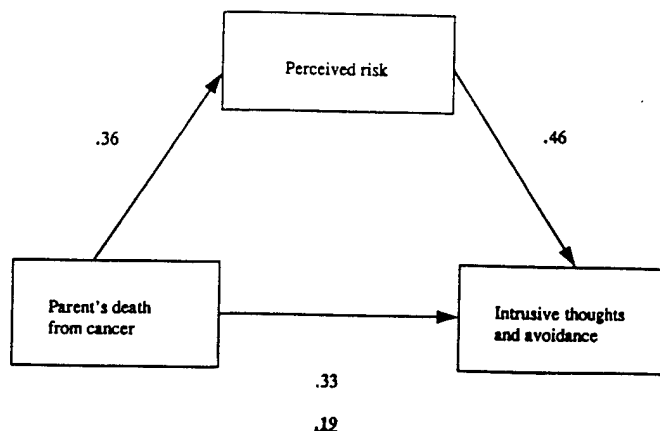 Perceived risk
.36
.46
Parent's death
from cancer
Intrusive thoughts
and avoidance
.33
.19